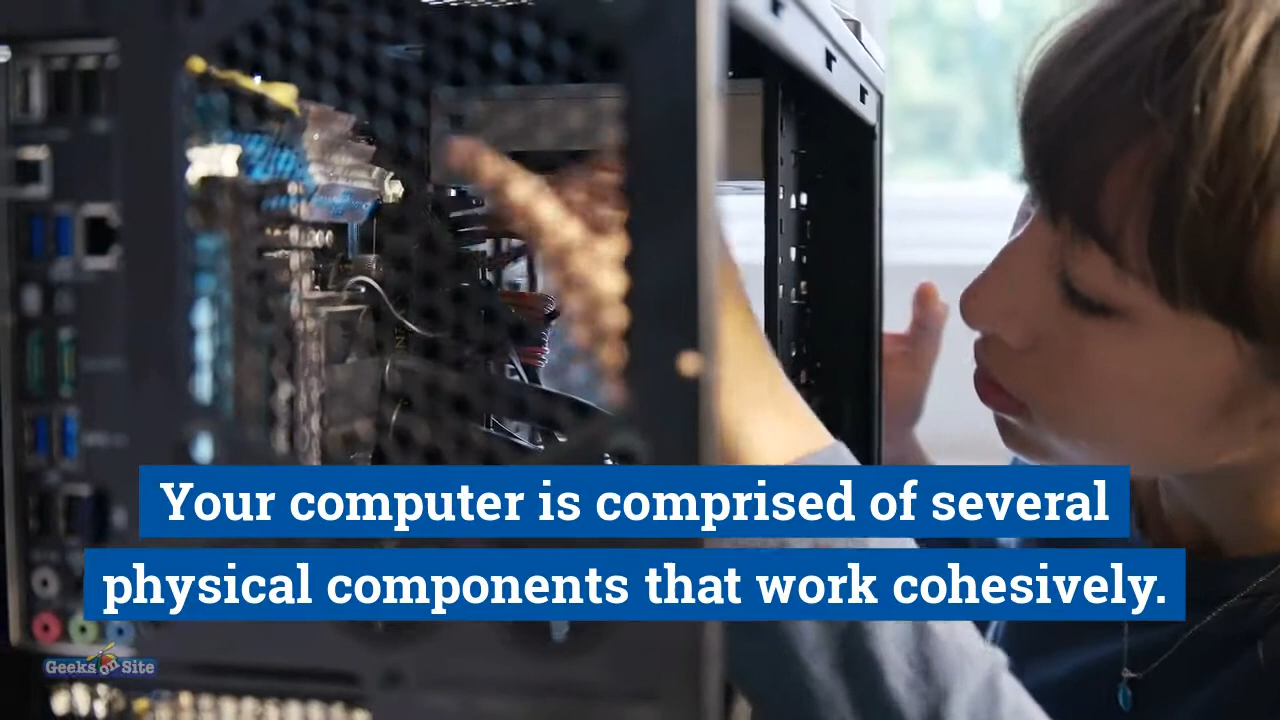 Your computer is comprised of several
physical components that work cohesively.
Geeks on Site